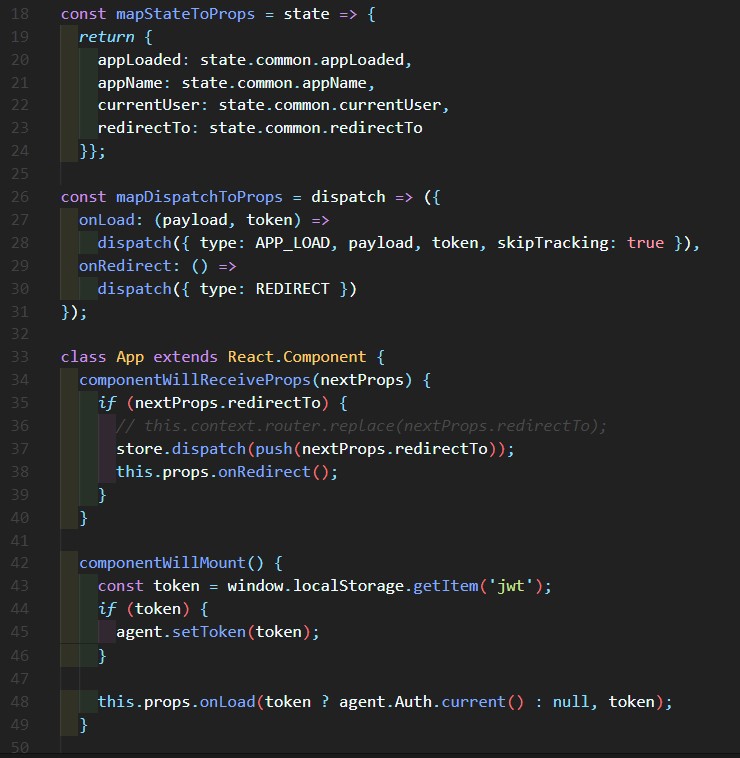 18 const mapStateToProps = state => {
19   return {
20     appLoaded: state.common.appLoaded,
21     appName: state.common.appName,
22     currentUser: state.common.currentUser,
23     redirectTo: state.common.redirectTo
24   }};
25
26 const mapDispatchToProps = dispatch => ({
27   onLoad: (payload, token) =>
28     dispatch({ type: APP_LOAD, payload, token, skipTracking: true }),
29   onRedirect: () =>
30     dispatch({ type: REDIRECT })
31 });
32
33 class App extends React.Component {
34   componentWillReceiveProps(nextProps) {
35     if (nextProps.redirectTo) {
36       // this.context.router.replace(nextProps.redirectTo);
37       store.dispatch(push(nextProps.redirectTo));
38       this.props.onRedirect();
39     }
40   }
41
42   componentWillMount() {
43     const token = window.localStorage.getItem('jwt');
44     if (token) {
45       agent.setToken(token);
46     }
47
48     this.props.onLoad(token ? agent.Auth.current() : null, token);
49   }
50